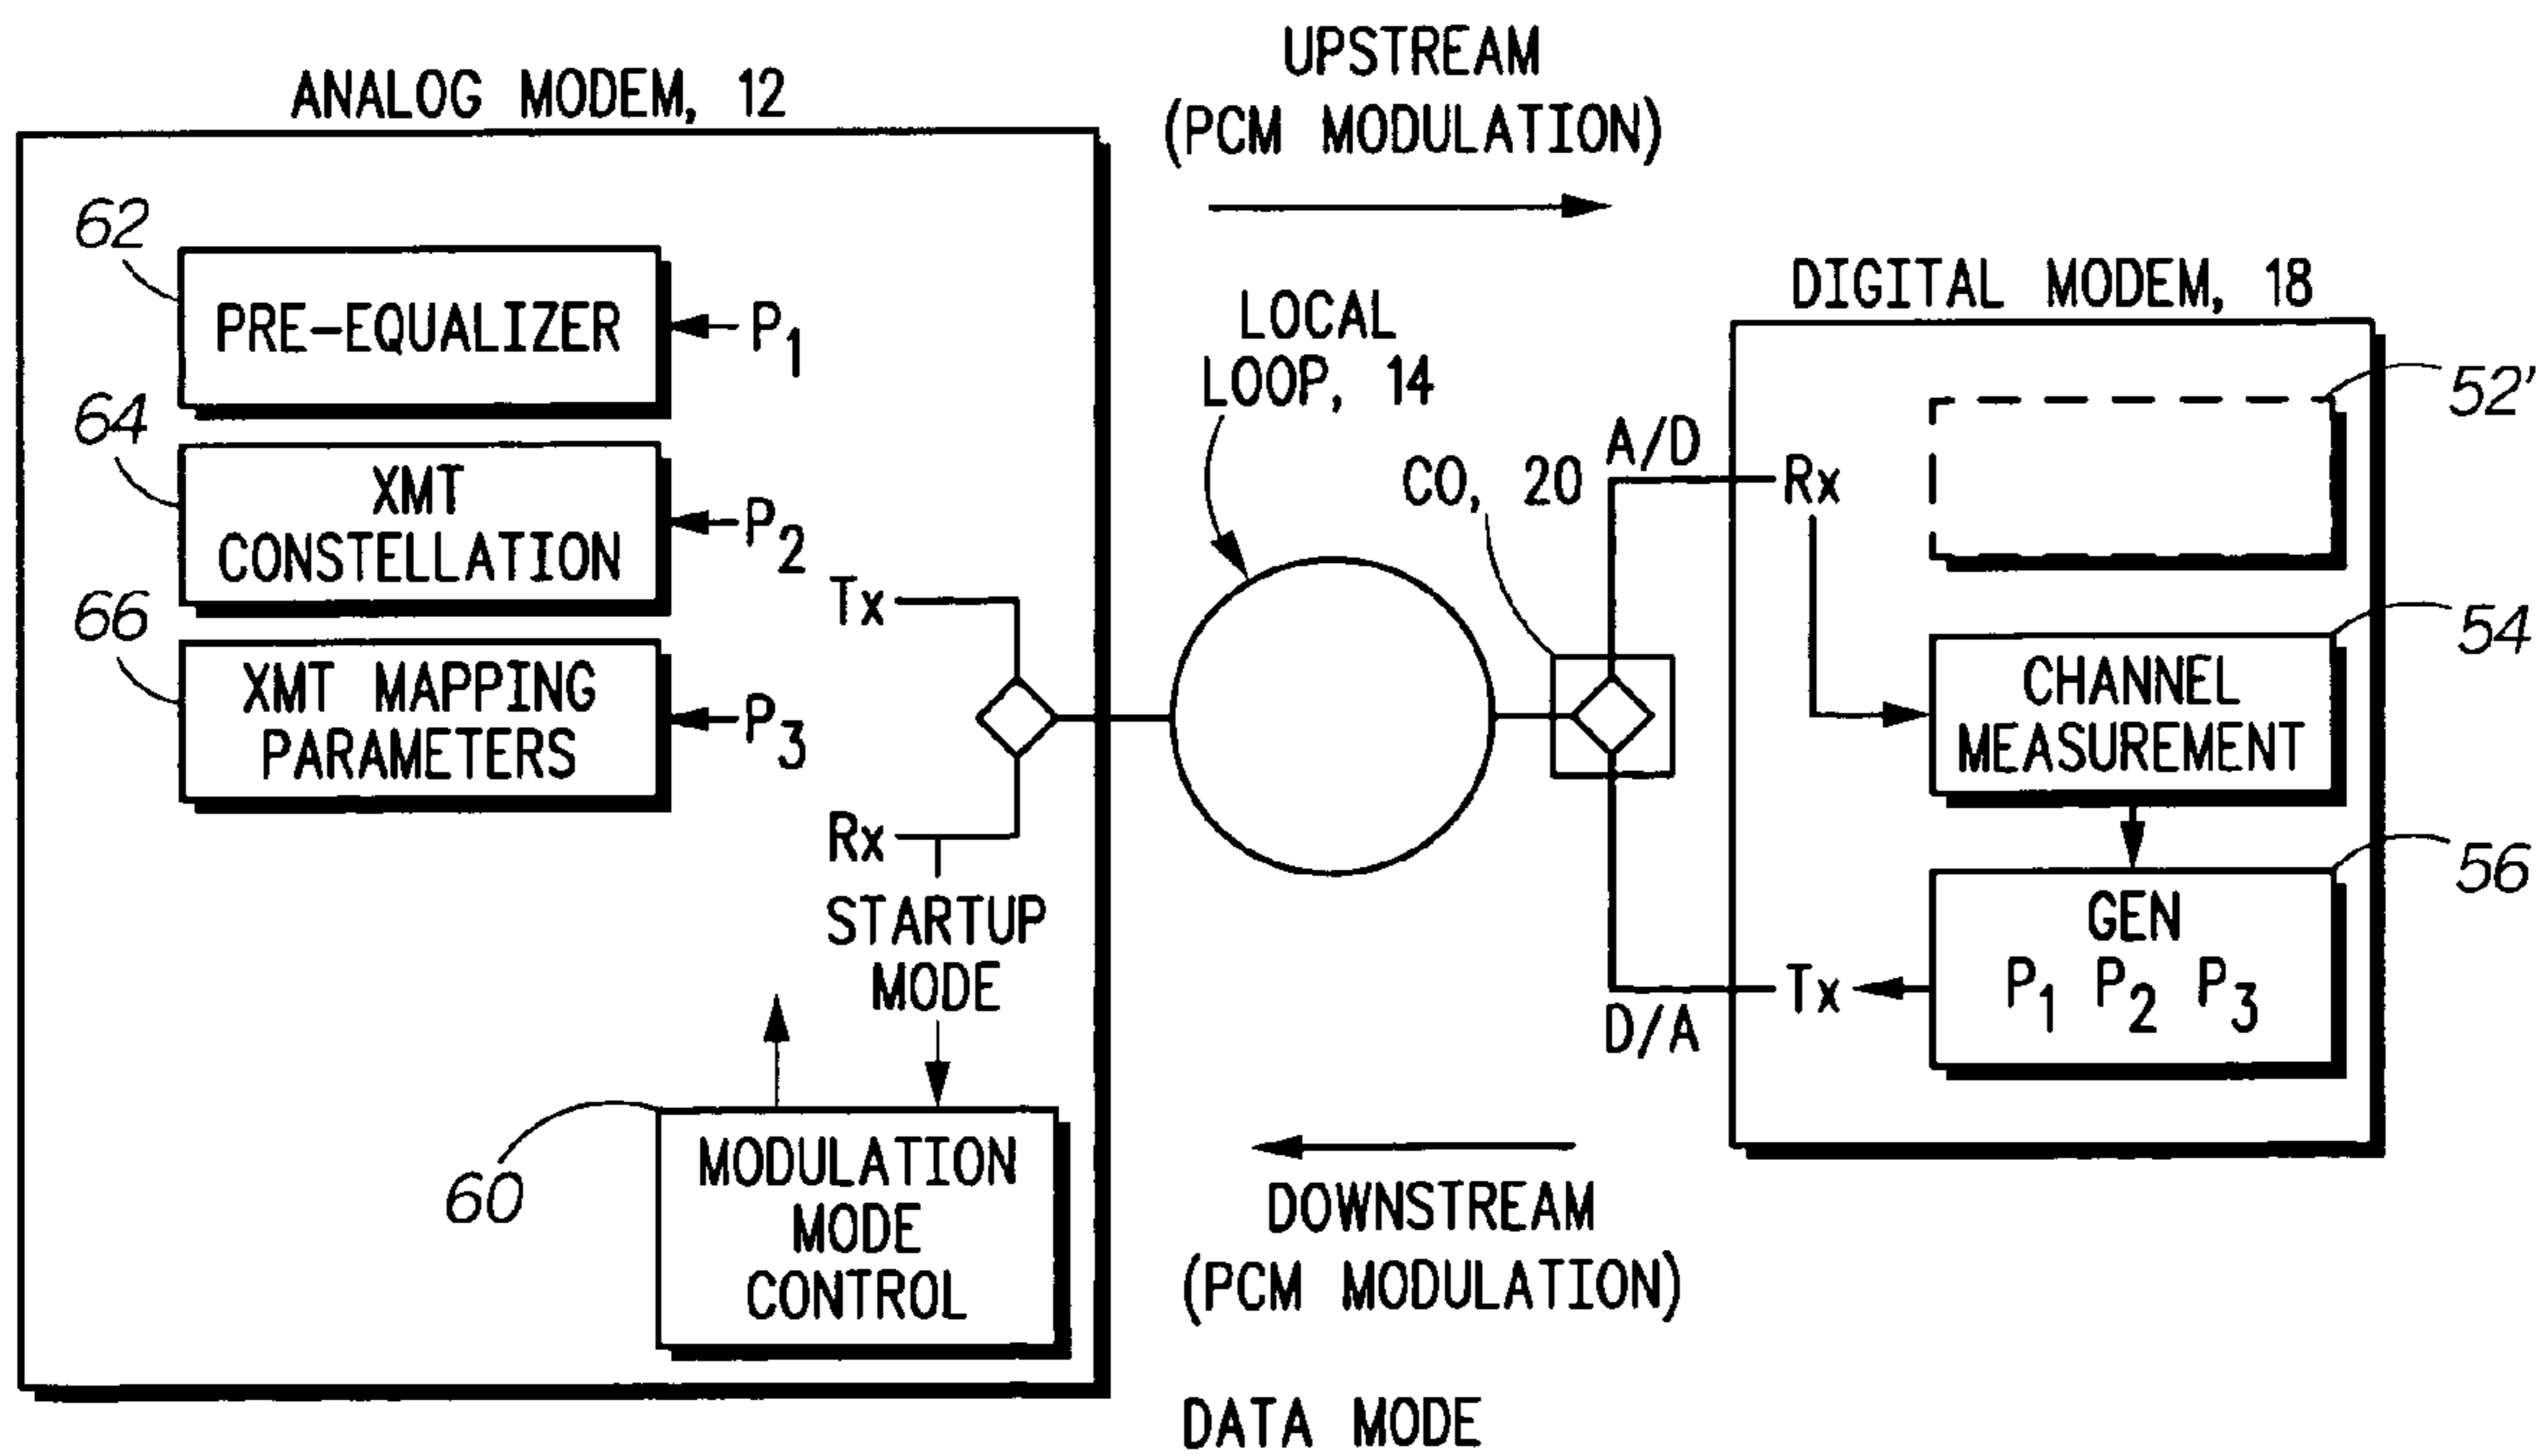 ANALOG MODEM, 12
62
PRE-EQUALIZER
P1
64
XMT
CONSTELLATION
P2
66
XMT MAPPING
PARAMETERS
P3
Tx
Rx
STARTUP
MODE
60
MODULATION
MODE
CONTROL
UPSTREAM
(PCM MODULATION)
LOCAL
LOOP, 14
CO, 20
A/D
D/A
DOWNSTREAM
(PCM MODULATION)
DIGITAL MODEM, 18
52'
Rx
54
CHANNEL
MEASUREMENT
56
GEN
P1 P2 P3
Tx
DATA MODE